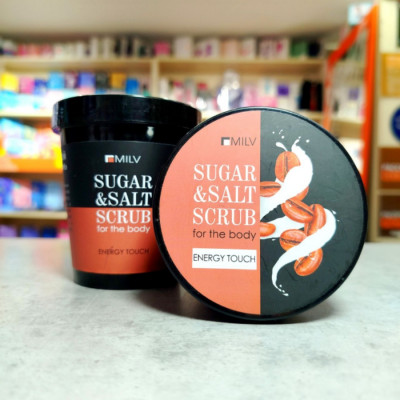 MILV
SUGAR
&SALT
SCRUB
for the body
ENERGY TOUCH
MILV
SUGAR
&SALT
SCRUB
for the body
ENERGY TOUCH